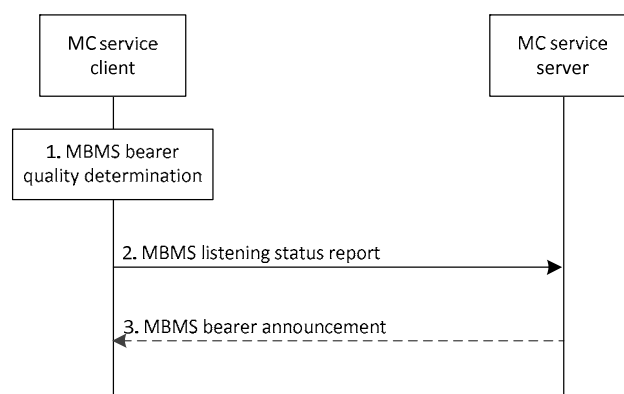 MC service
client
MC service
server
1. MBMS bearer
quality determination
2. MBMS listening status report
3. MBMS bearer announcement